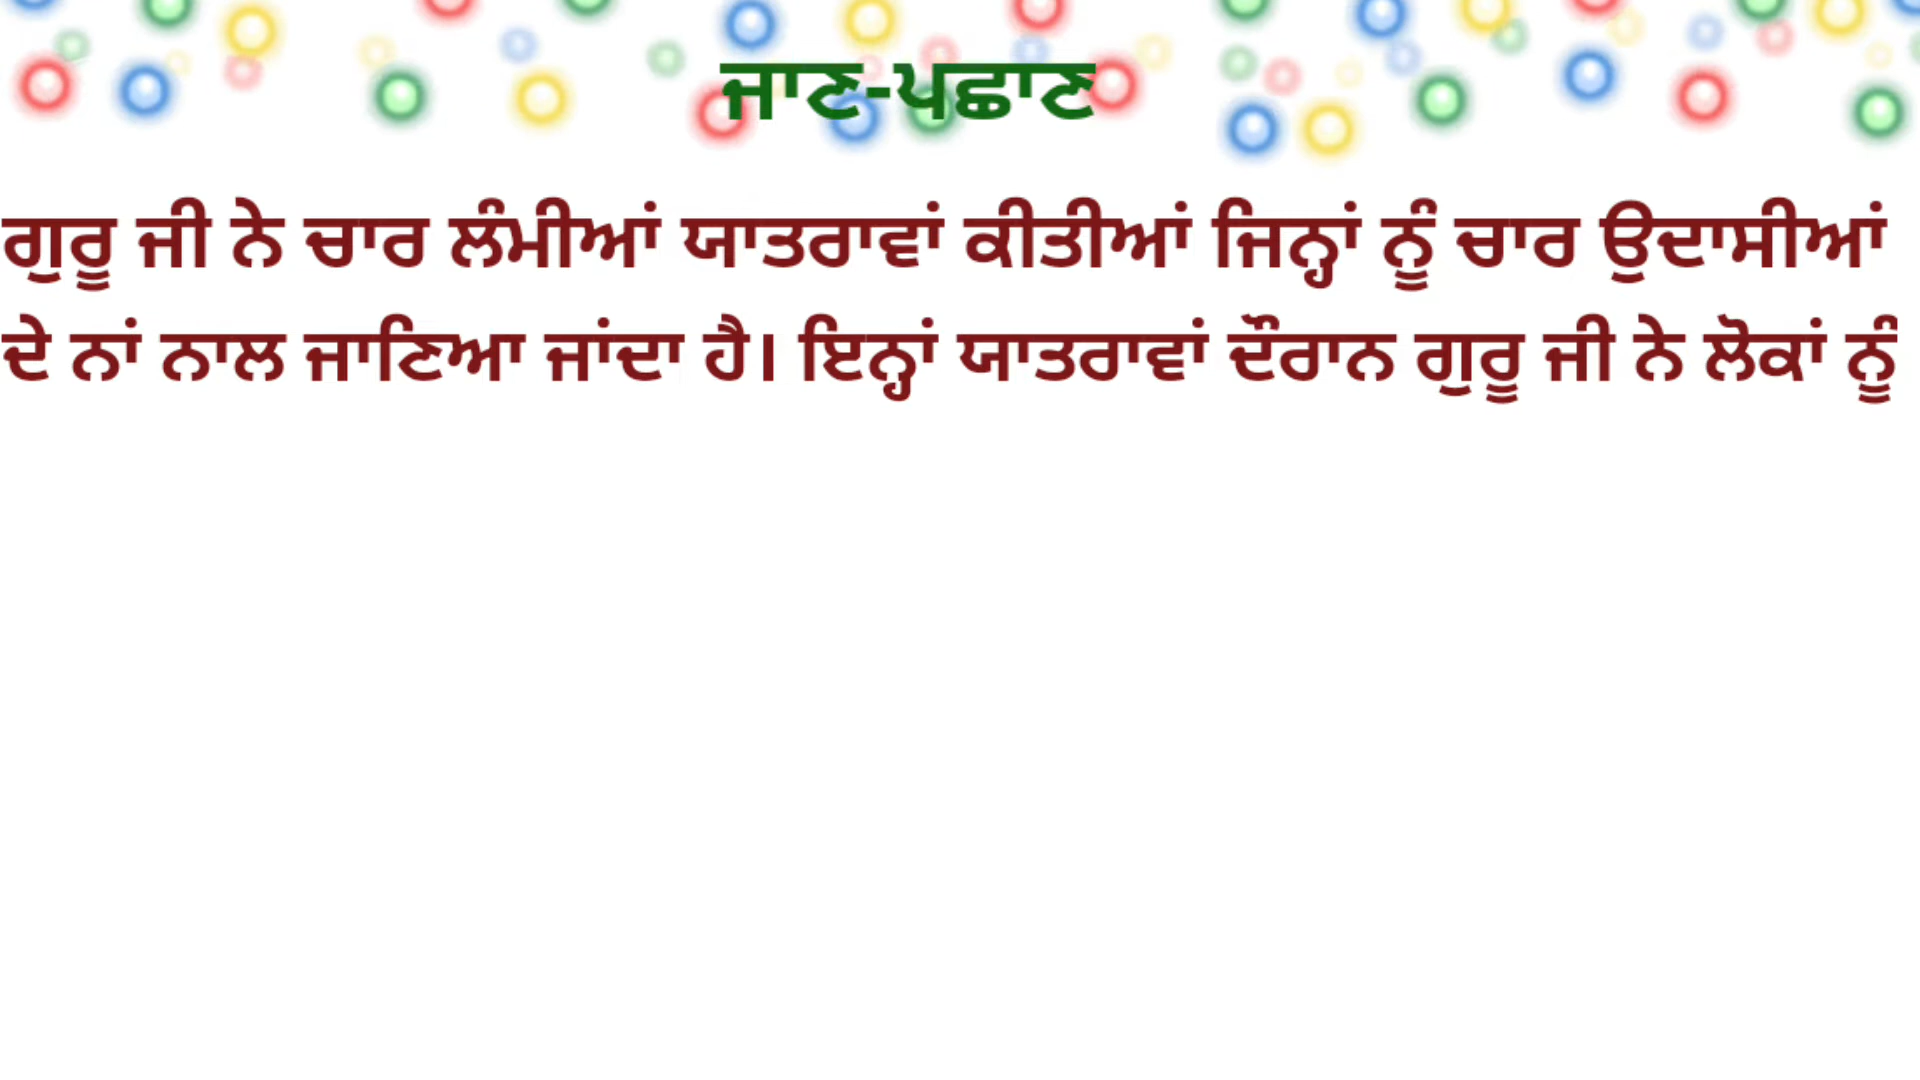 ਜਾਣ-ਪਛਾਣ
ਗੁਰੂ ਜੀ ਨੇ ਚਾਰ ਲੰਮੀਆਂ ਯਾਤਰਾਵਾਂ ਕੀਤੀਆਂ ਜਿਨ੍ਹਾਂ ਨੂੰ ਚਾਰ ਉਦਾਸੀਆਂ
ਦੇ ਨਾਂ ਨਾਲ ਜਾਣਿਆ ਜਾਂਦਾ ਹੈ। ਇਨ੍ਹਾਂ ਯਾਤਰਾਵਾਂ ਦੌਰਾਨ ਗੁਰੂ ਜੀ ਨੇ ਲੋਕਾਂ ਨੂੰ